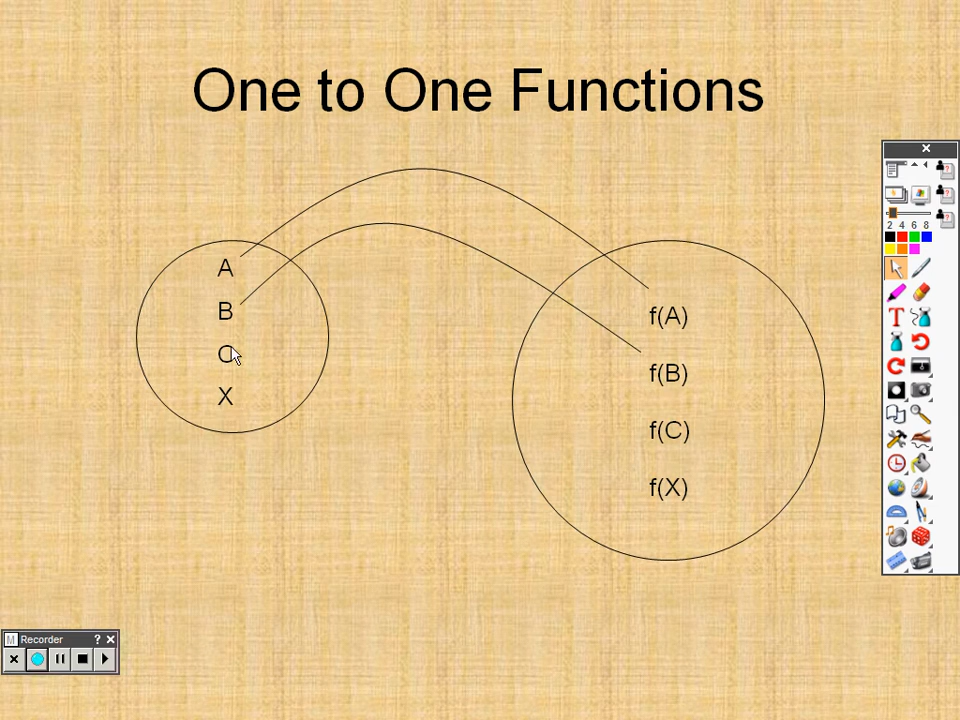 One to One Functions
A
B
C
X
f(A)
f(B)
f(C)
f(X)
2 4 6 8
T
M Recorder ?